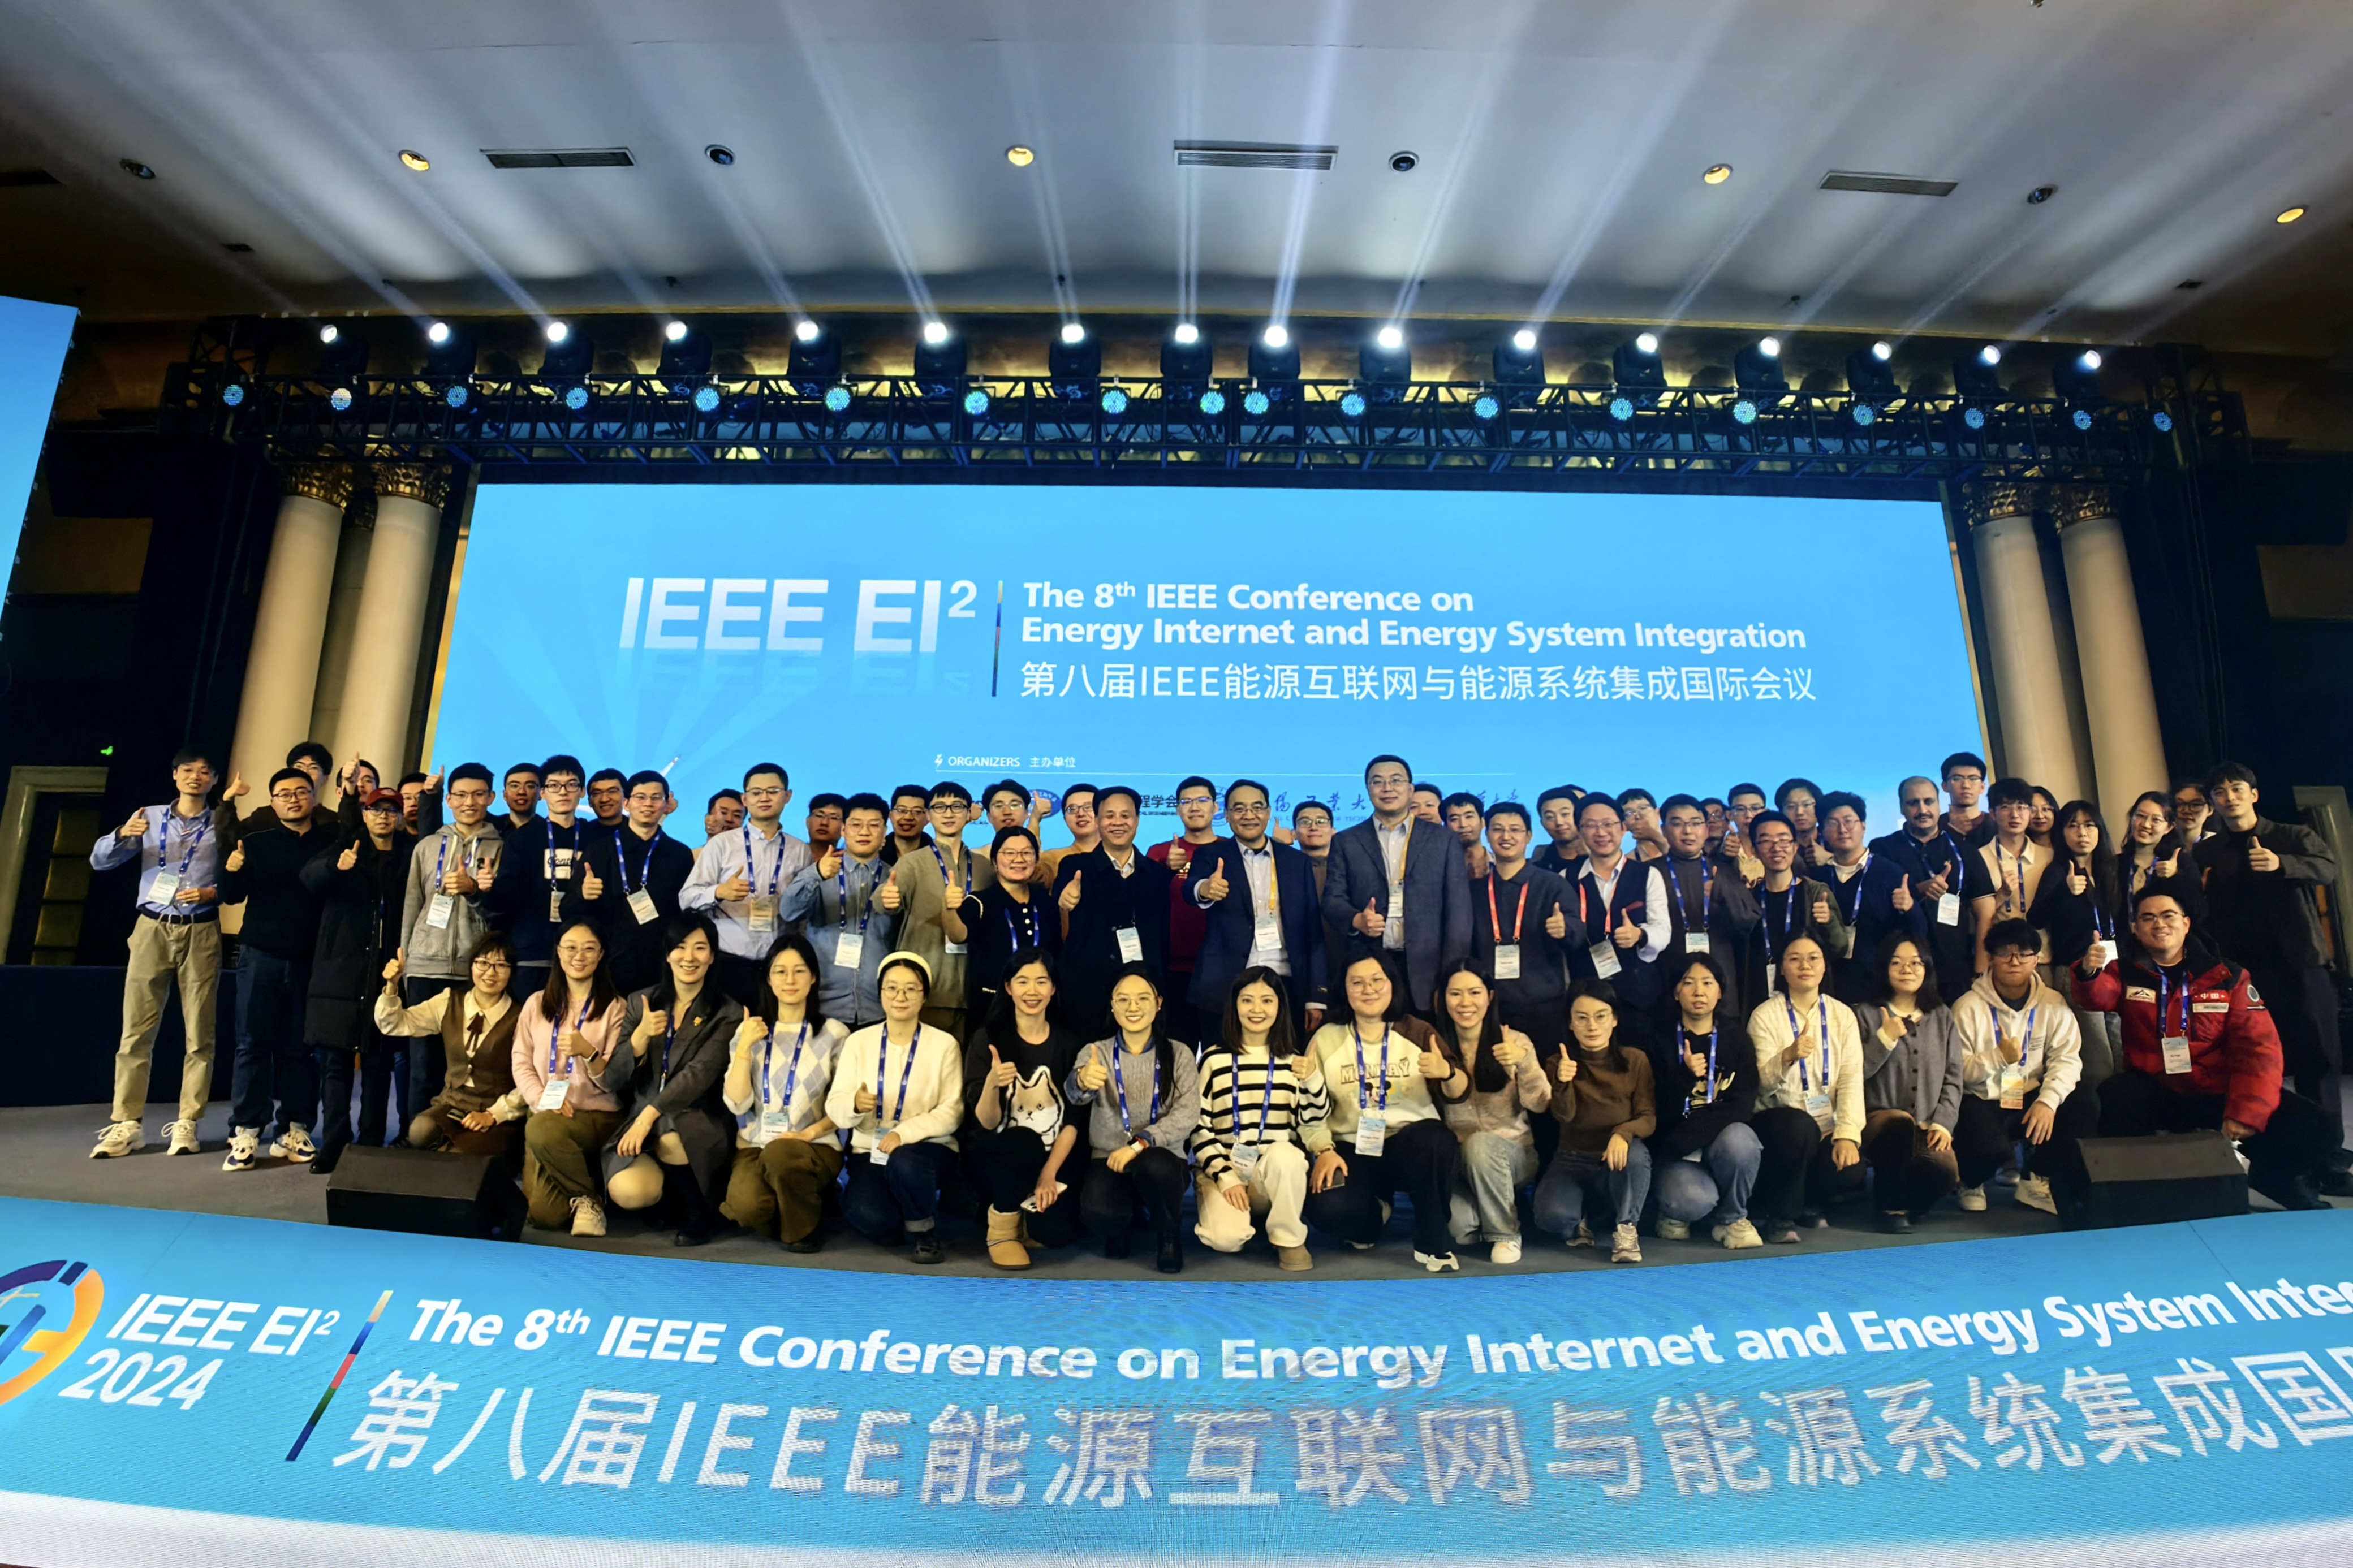 IEEE EI²
The 8th IEEE Conference on
Energy Internet and Energy System Integration
第八届IEEE能源互联网与能源系统集成国际会议
ORGANIZERS 主办单位
程学会
IEEE EI²
2024
The 8th IEEE Conference on Energy Internet and Energy System Inte
第八届IEEE能源互联网与能源系统集成国